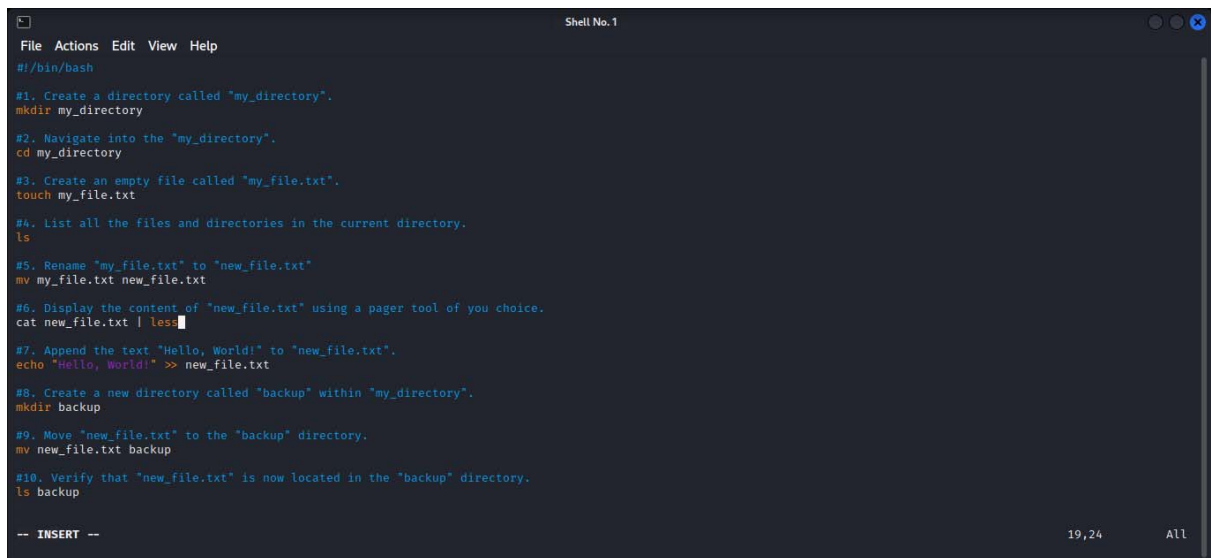 Shell No. 1
File Actions Edit View Help
#!/bin/bash
#1. Create a directory called "my_directory".
mkdir my_directory
#2. Navigate into the "my_directory".
cd my_directory
#3. Create an empty file called "my_file.txt".
touch my_file.txt
#4. List all the files and directories in the current directory.
ls
#5. Rename "my_file.txt" to "new_file.txt"
mv my_file.txt new_file.txt
#6. Display the content of "new_file.txt" using a pager tool of you choice.
cat new_file.txt | less
#7. Append the text "Hello, World!" to "new_file.txt".
echo "Hello, World!" >> new_file.txt
#8. Create a new directory called "backup" within "my_directory".
mkdir backup
#9. Move "new_file.txt" to the "backup" directory.
mv new_file.txt backup
#10. Verify that "new_file.txt" is now located in the "backup" directory.
ls backup
-- INSERT -- 19,24 All